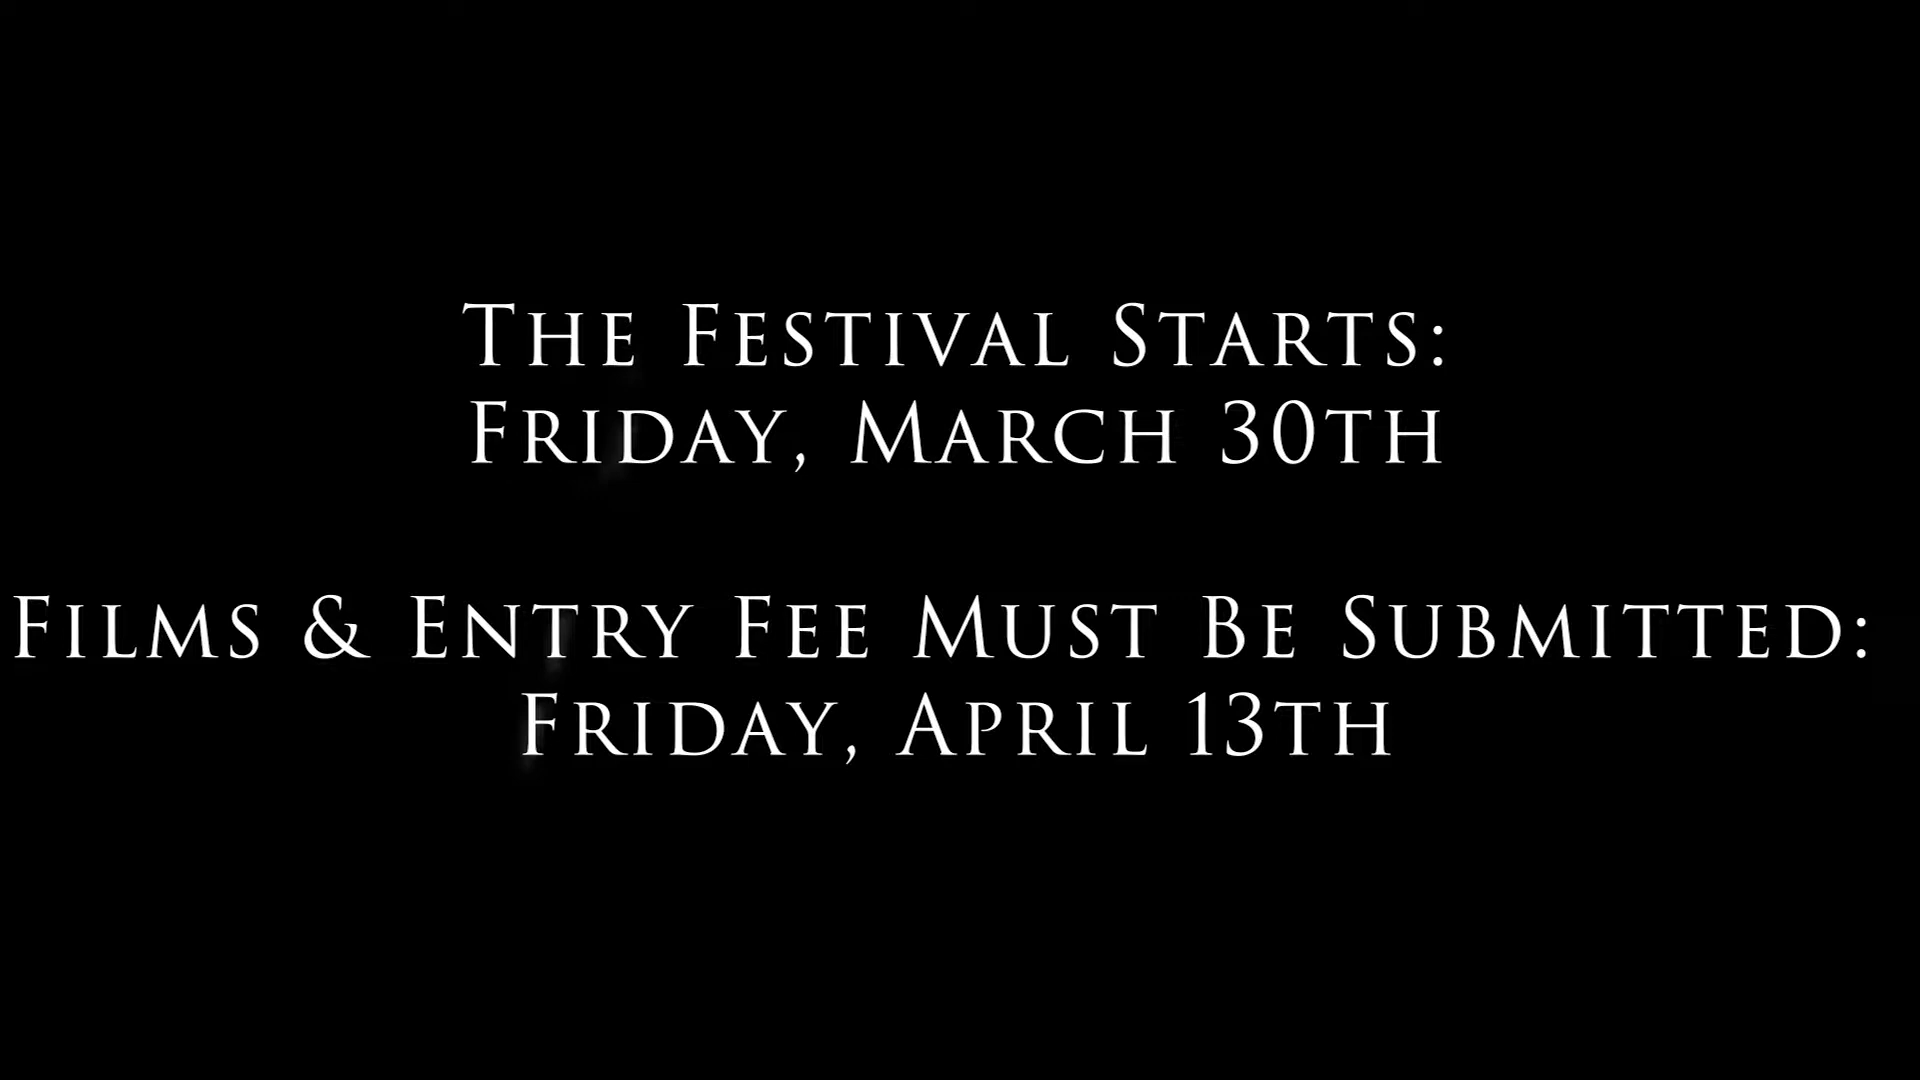 The Festival Starts:
Friday, March 30th
Films & Entry Fee Must Be Submitted:
Friday, April 13th